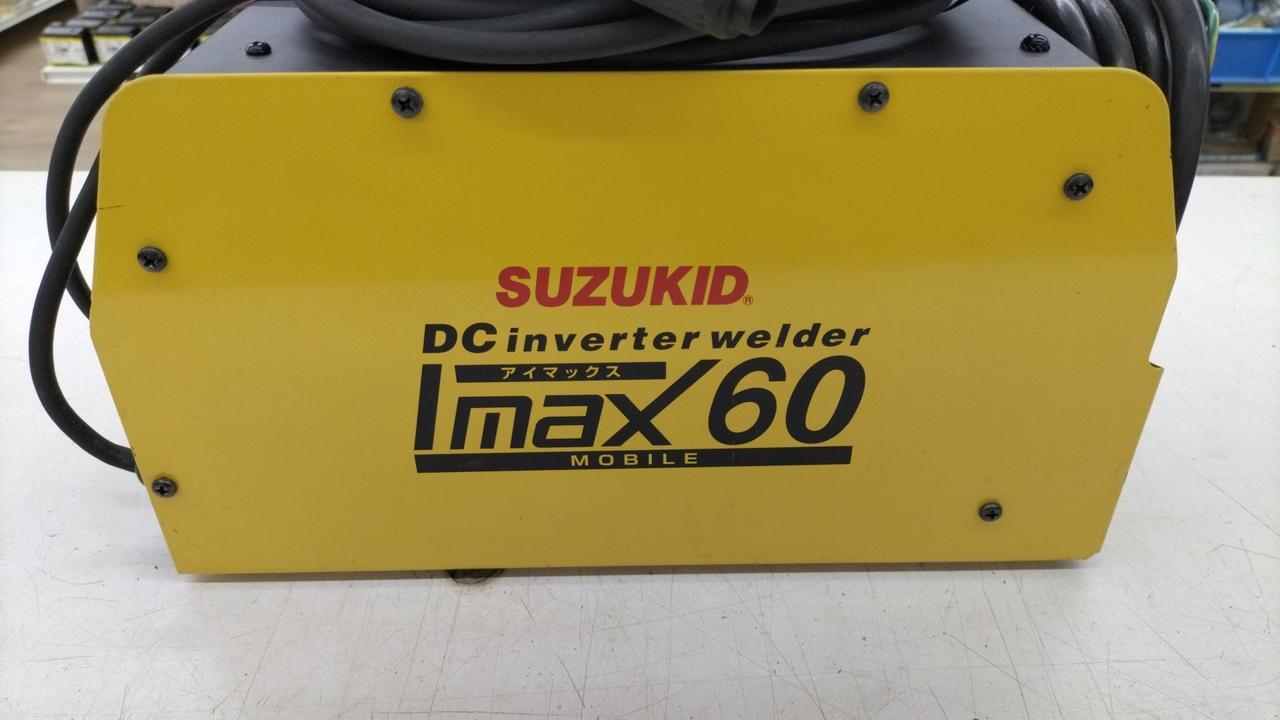 SUZUKID®
DC inverter welder
アイマックス
Imax 60
MOBILE